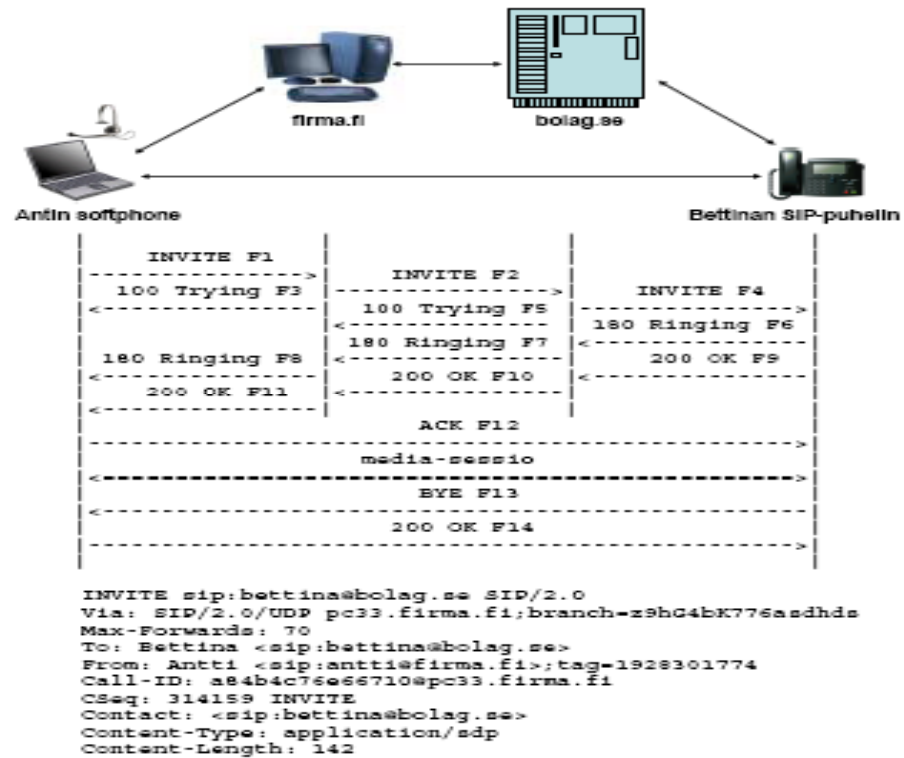 firma.fi
bolag.se
Antin softphone
Bettinan SIP-puhelin
INVITE F1
INVITE F2
100 Trying F3
INVITE F4
100 Trying F5
180 Ringing F6
180 Ringing F7
180 Ringing F8
200 OK F9
200 OK F10
200 OK F11
ACK F12
media-sessio
BYE F13
200 OK F14
INVITE sip:bettina@bolag.se SIP/2.0
Via: SIP/2.0/UDP pc33.firma.fi;branch=z9hG4bK776asdhds
Max-Forwards: 70
To: Bettina <sip:bettina@bolag.se>
From: Antti <sip:antti@firma.fi>;tag=1928301774
Call-ID: a84b4c76e66710@pc33.firma.fi
CSeq: 314159 INVITE
Contact: <sip:bettina@bolag.se>
Content-Type: application/sdp
Content-Length: 142